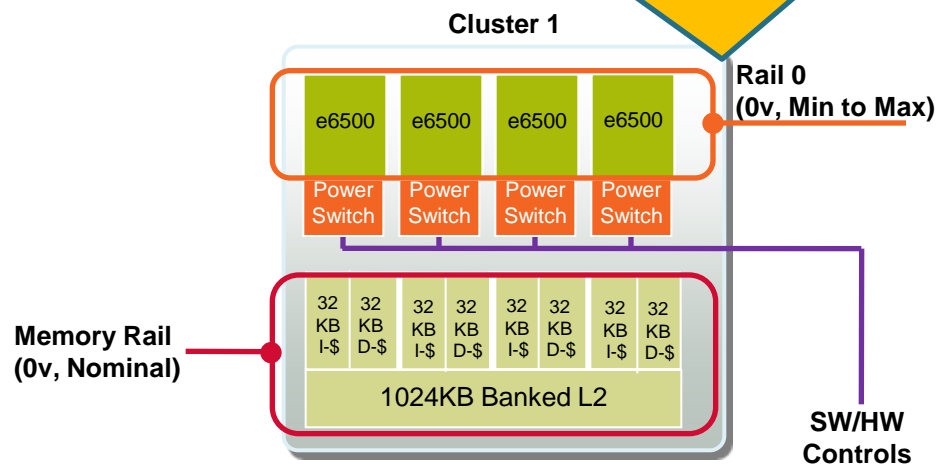 Cluster 1
Rail 0
(0v, Min to Max)
e6500 e6500 e6500 e6500
Power Power Power Power
Switch Switch Switch Switch
32 32 32 32 32 32 32 32
KB KB KB KB KB KB KB KB
I-$ D-$ I-$ D-$ I-$ D-$ I-$ D-$
Memory Rail
(0v, Nominal)
1024KB Banked L2
SW/HW
Controls